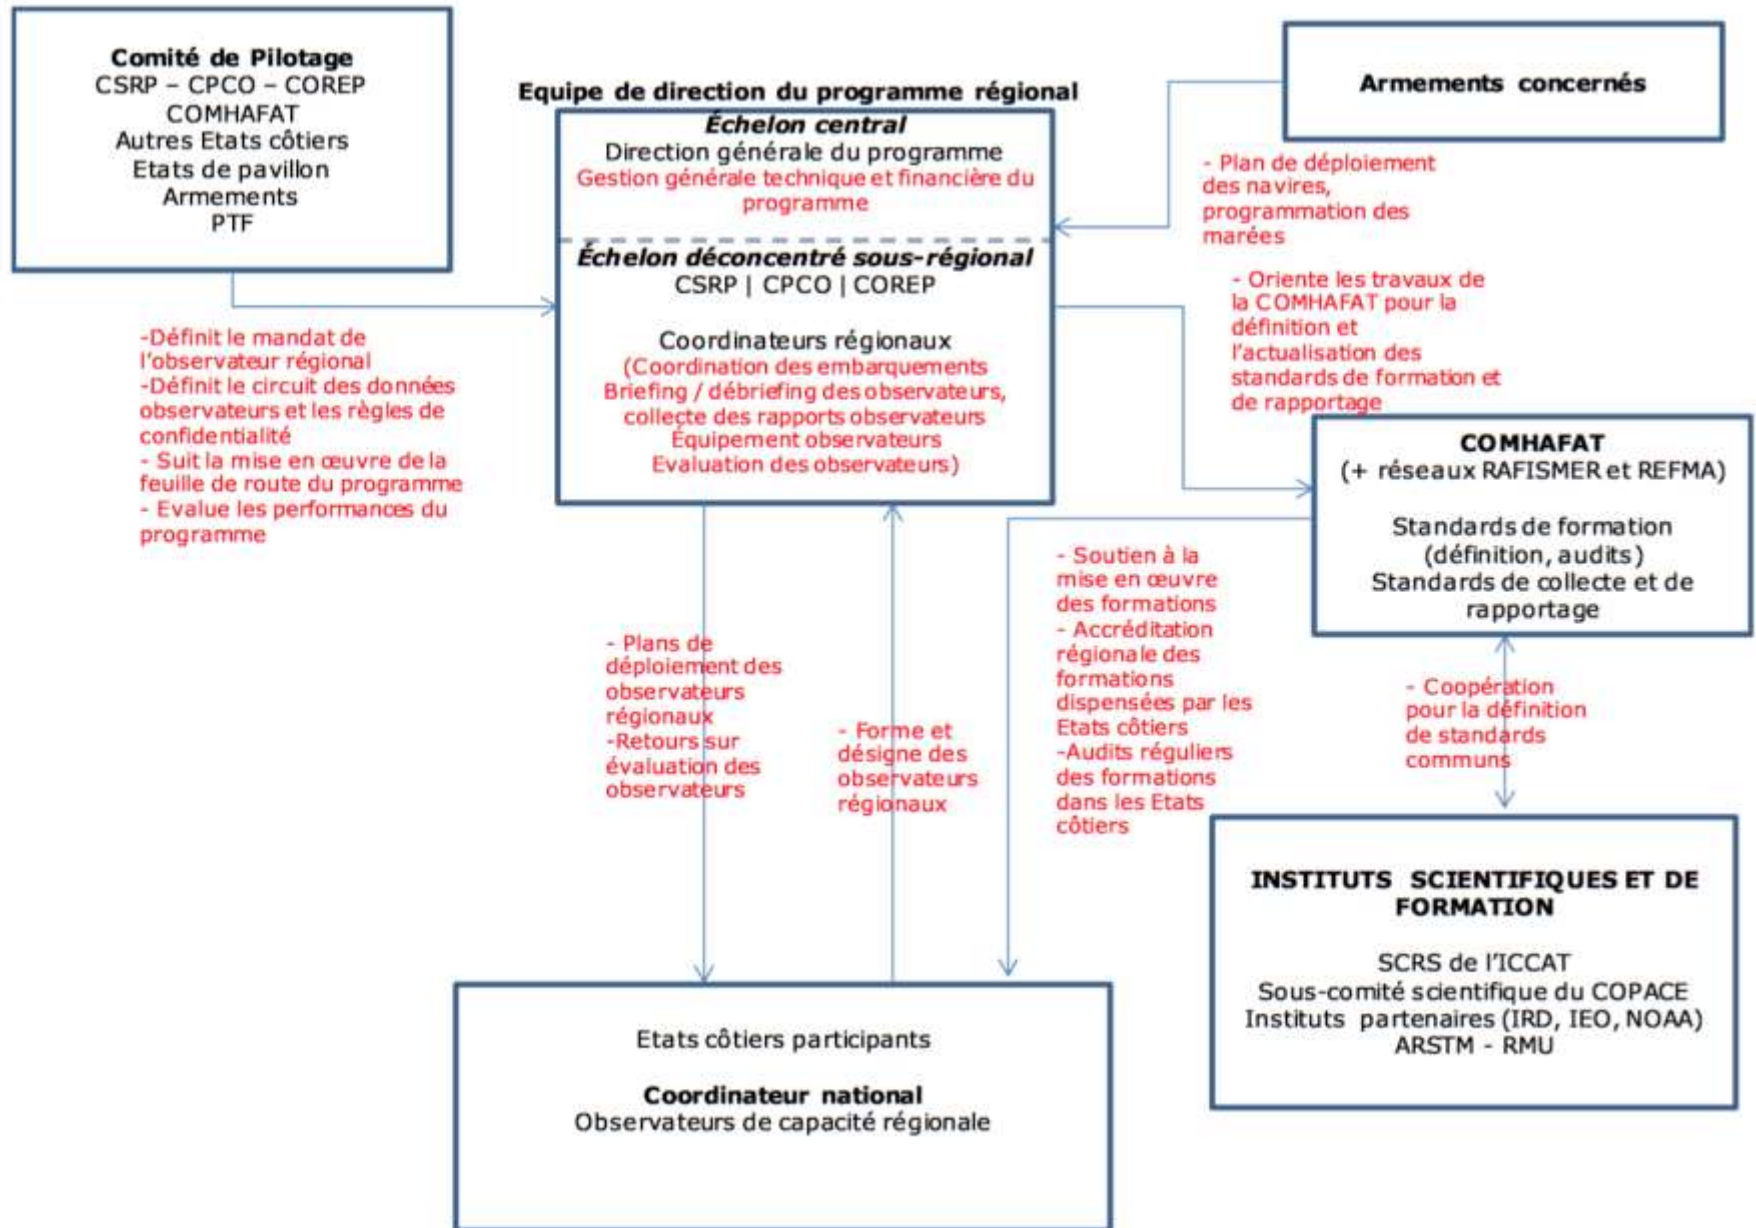 Comité de Pilotage
CSRP – CPCO – COREP
COMHAFAT
Autres Etats côtiers
Etats de pavillon
Armements
PTF
Equipe de direction du programme régional
Échelon central
Direction générale du programme
Gestion générale technique et financière du
programme
Échelon déconcentré sous-régional
CSRP | CPCO | COREP
Coordinateurs régionaux
(Coordination des embarquements
Briefing / débriefing des observateurs,
collecte des rapports observateurs
Équipement observateurs
Evaluation des observateurs)
Armements concernés
- Plan de déploiement
des navires,
programmation des
marées
- Oriente les travaux de
la COMHAFAT pour la
définition et
l'actualisation des
standards de formation et
de rapportage
-Définit le mandat de
l'observateur régional
-Définit le circuit des données
observateurs et les règles de
confidentialité
- Suit la mise en œuvre de la
feuille de route du programme
- Evalue les performances du
programme
COMHAFAT
(+ réseaux RAFISMER et REFMA)
Standards de formation
(définition, audits)
Standards de collecte et de
rapportage
- Plans de
déploiement des
observateurs
régionaux
-Retours sur
évaluation des
observateurs
- Forme et
désigne des
observateurs
régionaux
- Soutien à la
mise en œuvre
des formations
- Accréditation
régionale des
formations
dispensées par les
Etats côtiers
-Audits réguliers
des formations
dans les Etats
côtiers
- Coopération
pour la définition
de standards
communs
INSTITUTS SCIENTIFIQUES ET DE
FORMATION
SCRS de l'ICCAT
Sous-comité scientifique du COPACE
Instituts partenaires (IRD, IEO, NOAA)
ARSTM - RMU
Etats côtiers participants
Coordinateur national
Observateurs de capacité régionale